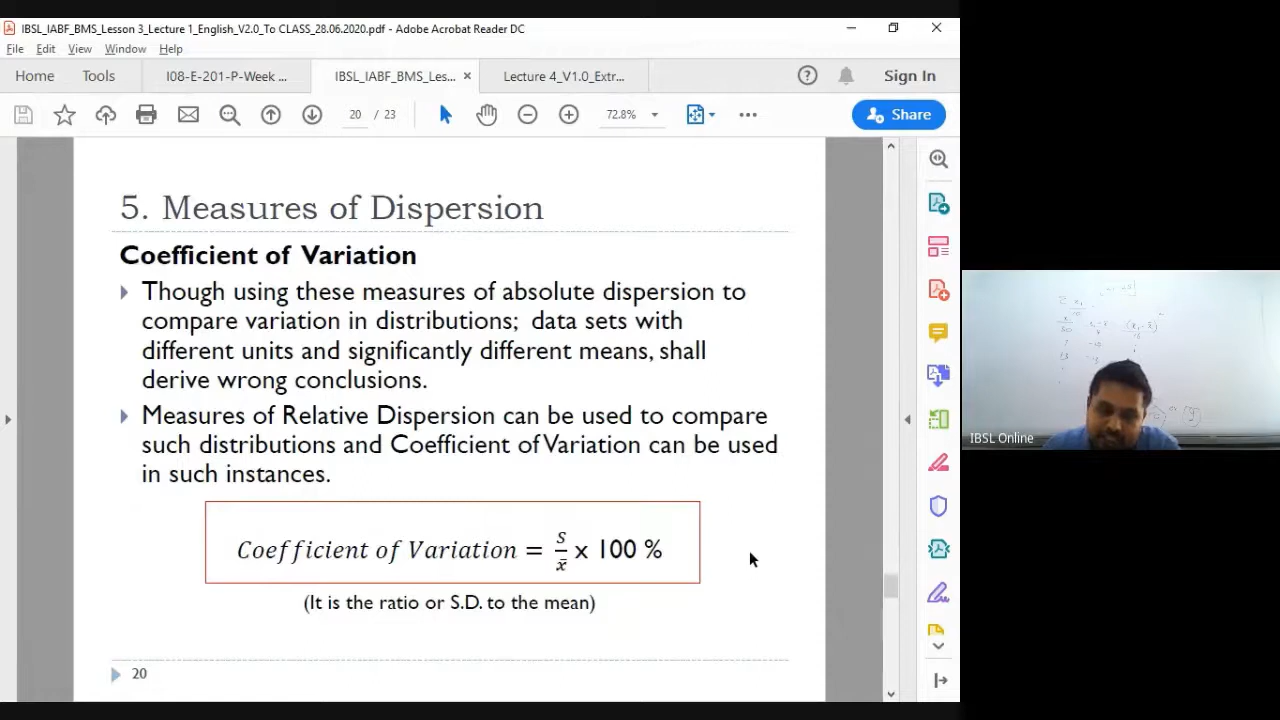 IBSL_IABF_BMS_Lesson 3_Lecture 1_English_V2.0_To CLASS_28.06.2020.pdf - Adobe Acrobat Reader DC
File Edit View Window Help
Home Tools I08-E-201-P-Week ... IBSL_IABF_BMS_Les... × Lecture 4_V1.0_Extr... Sign In
20 / 23 72.8% Share
5. Measures of Dispersion
Coefficient of Variation
Though using these measures of absolute dispersion to
compare variation in distributions; data sets with
different units and significantly different means, shall
derive wrong conclusions.
Measures of Relative Dispersion can be used to compare
such distributions and Coefficient of Variation can be used
in such instances.
Coefficient of Variation = S/x̄ x 100 %
(It is the ratio or S.D. to the mean)
20
IBSL Online